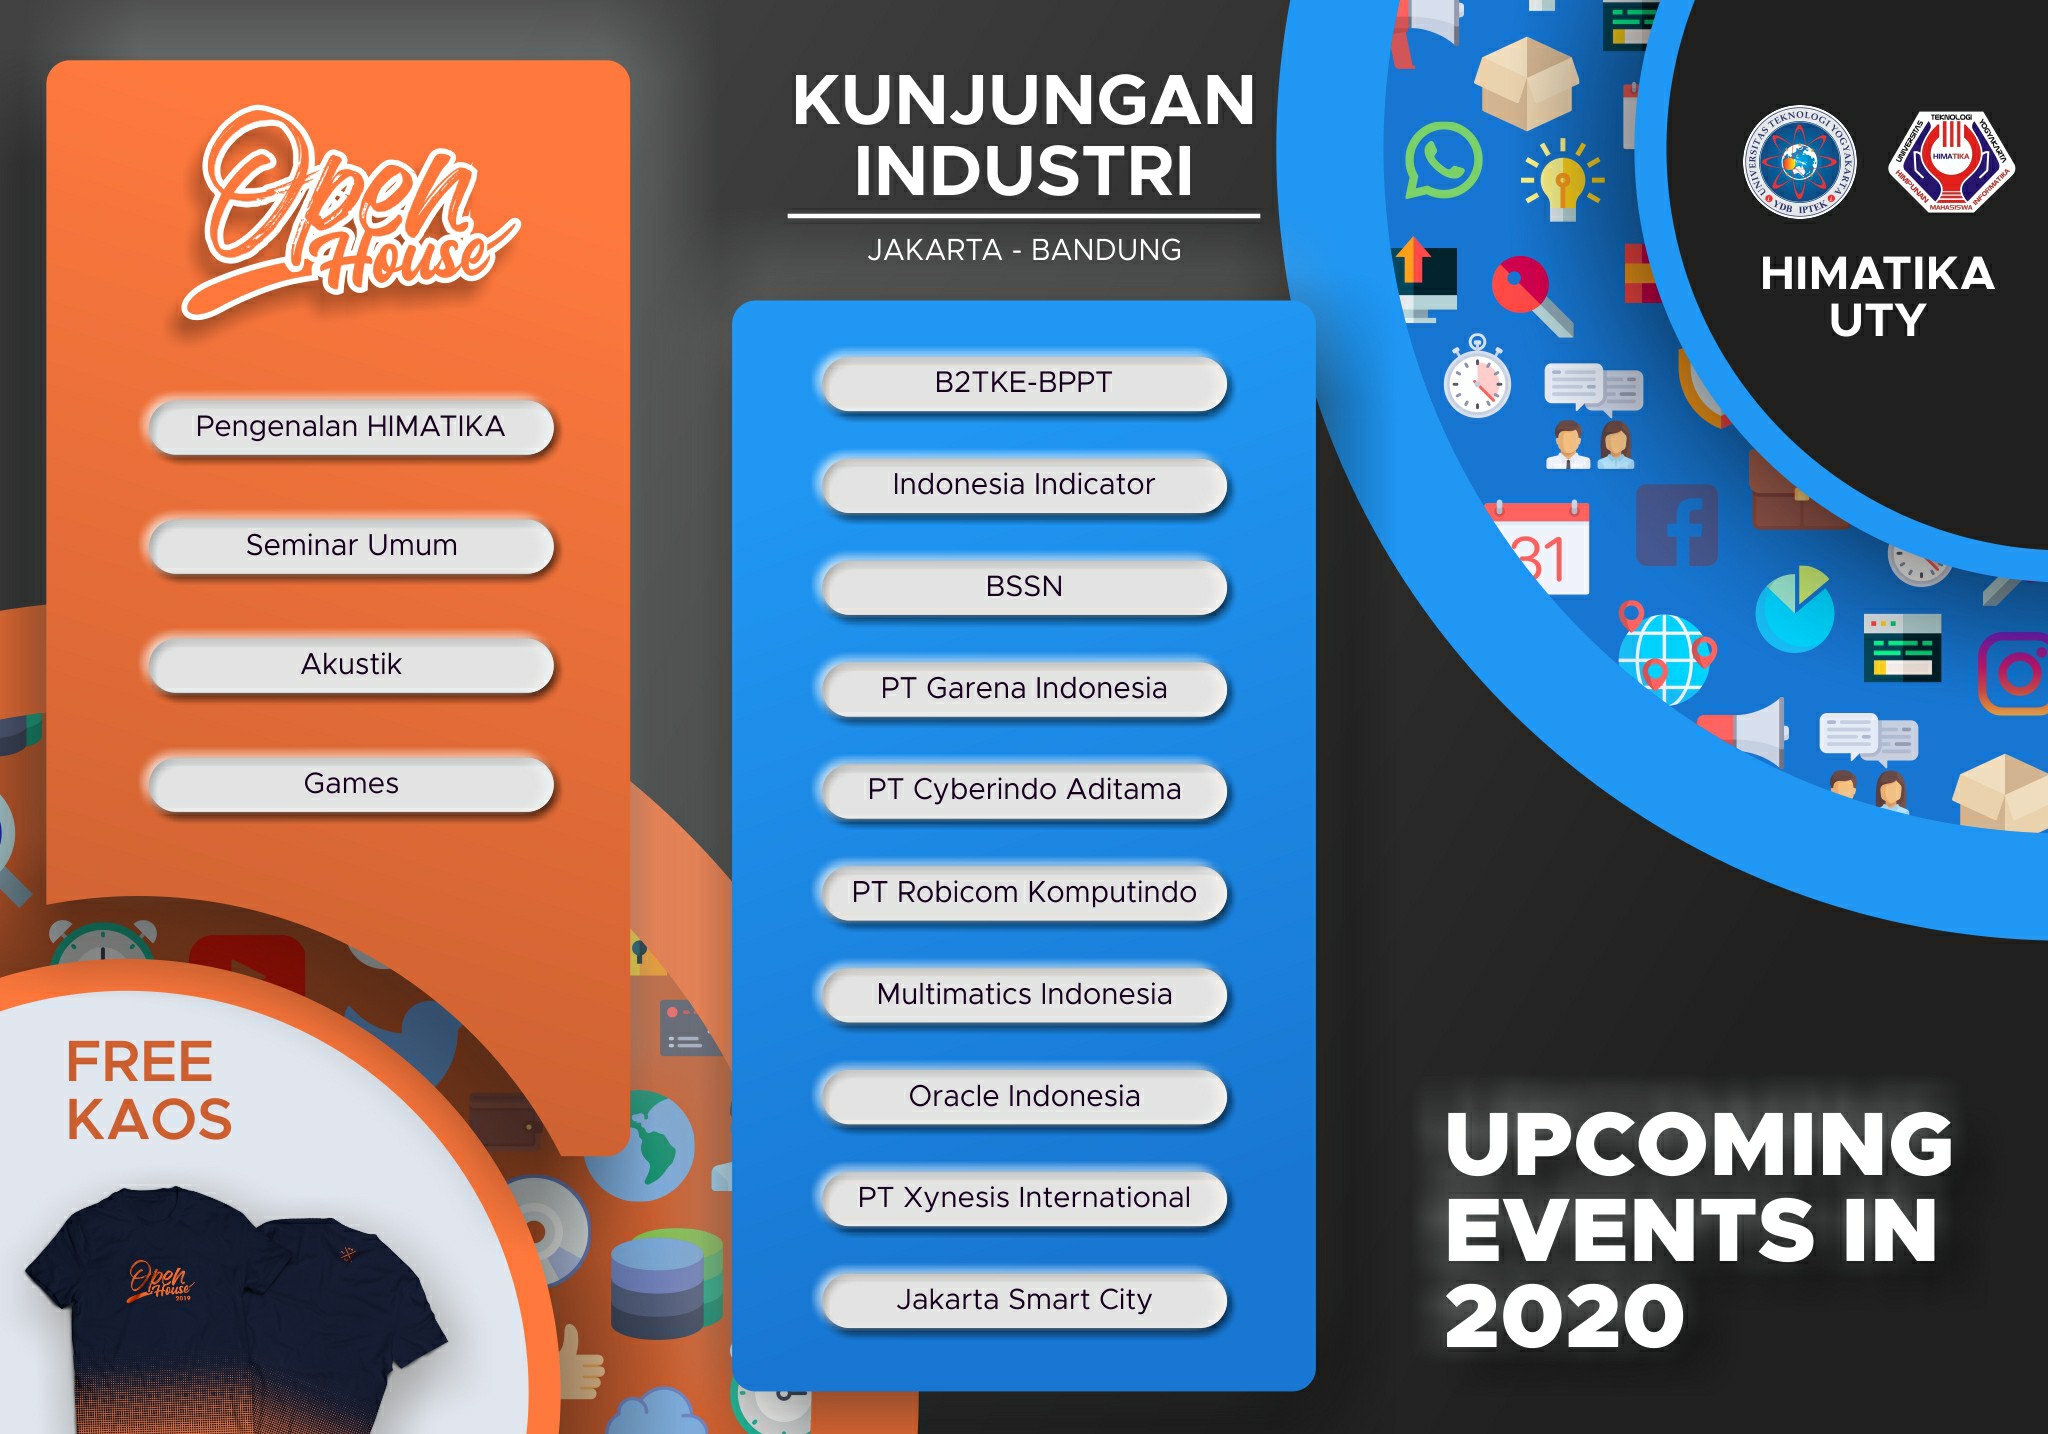 Open
House
Pengenalan HIMATIKA
Seminar Umum
Akustik
Games
FREE
KAOS
Open
House
2019
KUNJUNGAN
INDUSTRI
JAKARTA - BANDUNG
B2TKE-BPPT
Indonesia Indicator
BSSN
PT Garena Indonesia
PT Cyberindo Aditama
PT Robicom Komputindo
Multimatics Indonesia
Oracle Indonesia
PT Xynesis International
Jakarta Smart City
31
UNIVERSITAS TEKNOLOGI YOGYAKARTA
YDB IPTEK
UNIVERSITAS TEKNOLOGI YOGYAKARTA
HIMATIKA
HIMPUNAN MAHASISWA INFORMATIKA
HIMATIKA
UTY
UPCOMING
EVENTS IN
2020